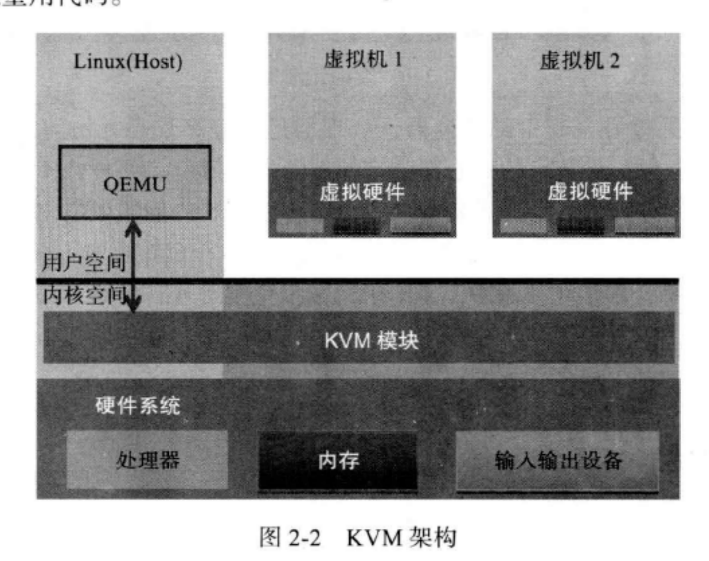 Linux(Host)
虚拟机 1
虚拟机 2
QEMU
虚拟硬件
虚拟硬件
用户空间
内核空间
KVM 模块
硬件系统
处理器
内存
输入输出设备
图 2-2 KVM 架构